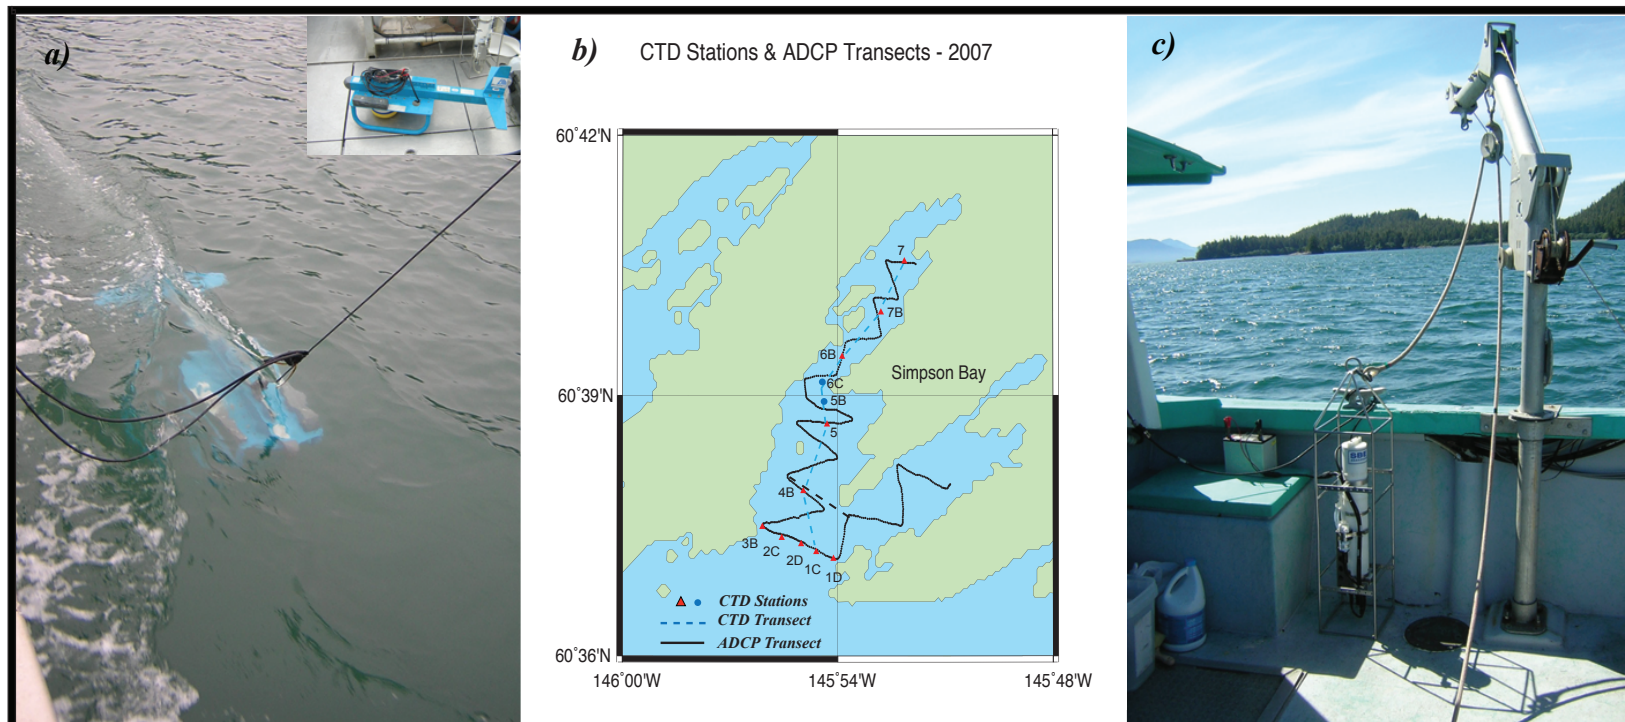 a)
b)
CTD Stations & ADCP Transects - 2007
c)
60°42'N
7
7B
6B
Simpson Bay
6C
60°39'N
5B
5
4B
3B
2C
2D
1C
1D
CTD Stations
CTD Transect
ADCP Transect
60°36'N
146°00'W
145°54'W
145°48'W
SBE